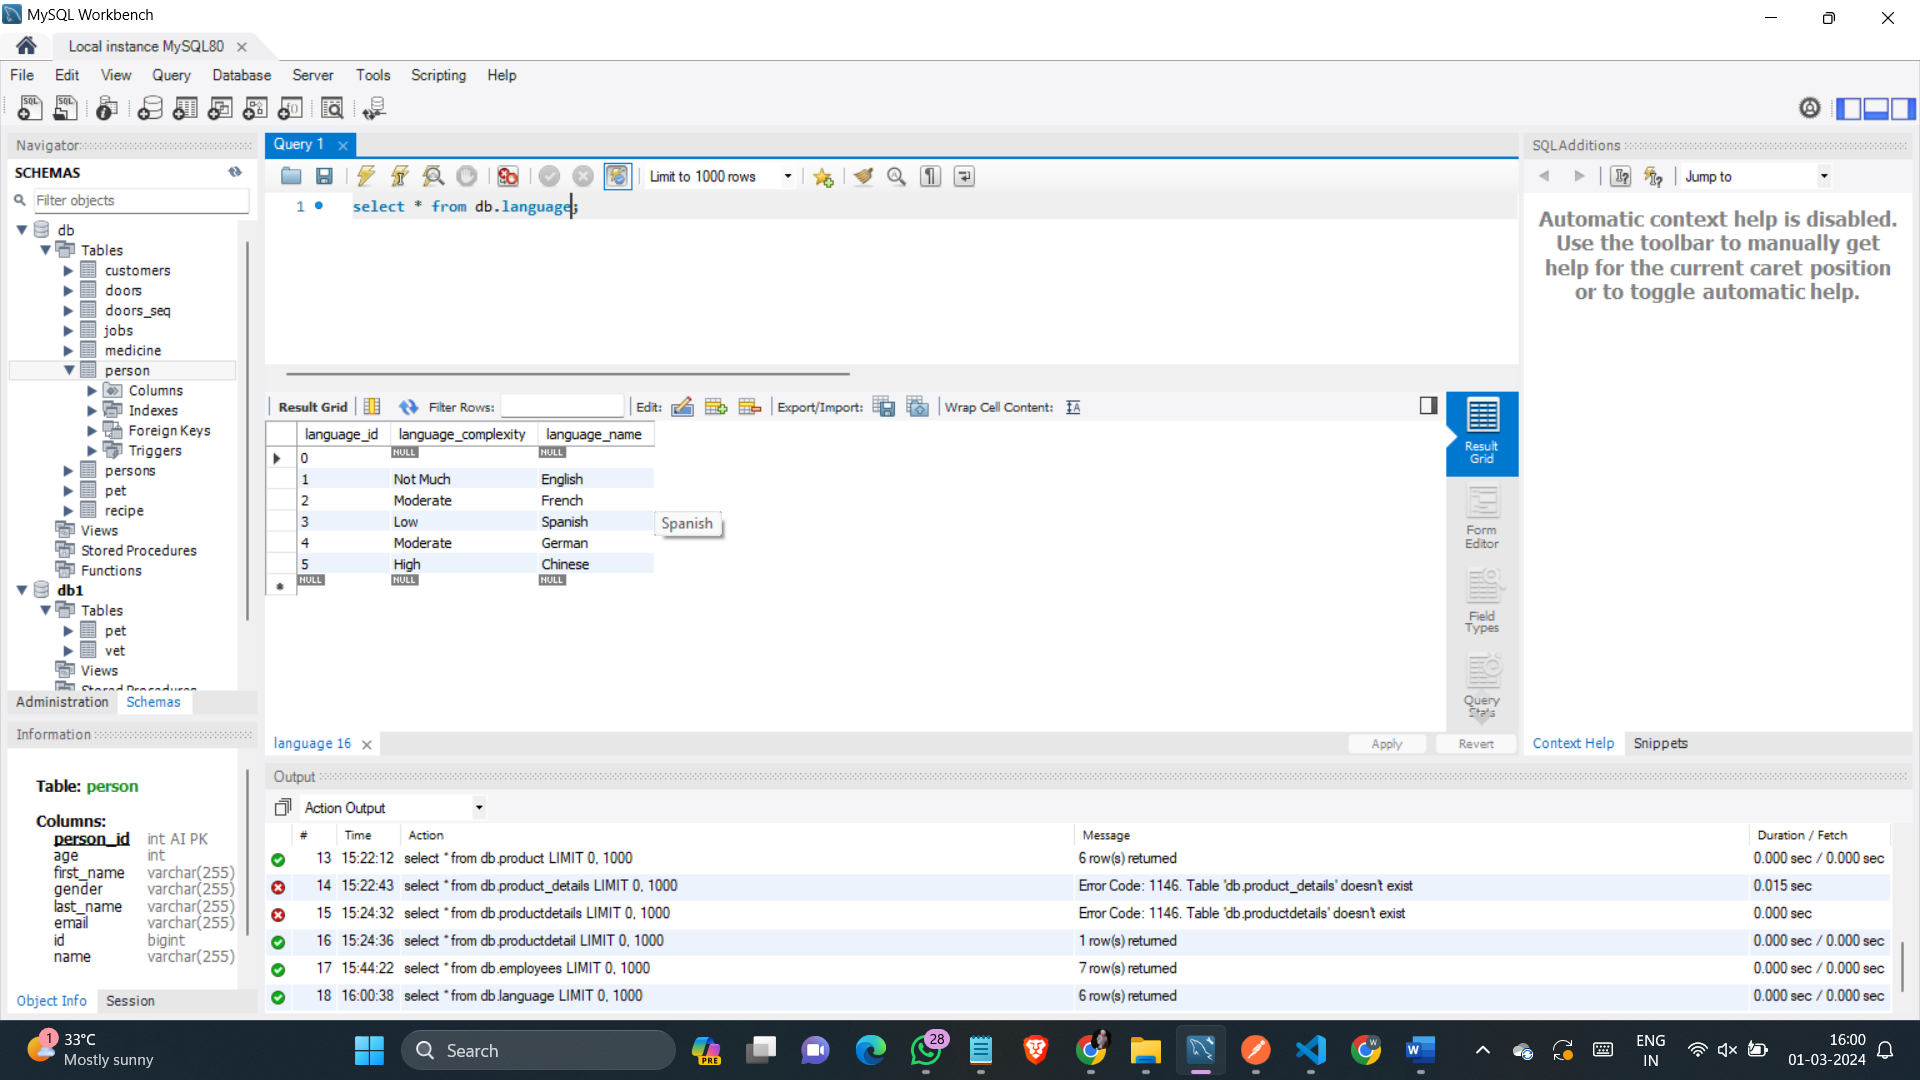 MySQL Workbench
Local instance MySQL80
File Edit View Query Database Server Tools Scripting Help
Navigator
SCHEMAS
Filter objects
db
Tables
customers
doors
doors_seq
jobs
medicine
person
Columns
Indexes
Foreign Keys
Triggers
persons
pet
recipe
Views
Stored Procedures
Functions
db1
Tables
pet
vet
Views
Stored Procedures
Administration Schemas
Information
Table: person
Columns:
person_id int AI PK
age int
first_name varchar(255)
gender varchar(255)
last_name varchar(255)
email varchar(255)
id bigint
name varchar(255)
Object Info Session
Query 1
Limit to 1000 rows
1 select * from db.language;
Result Grid Filter Rows: Edit: Export/Import: Wrap Cell Content:
language_id language_complexity language_name
0 NULL NULL
1 Not Much English
2 Moderate French
3 Low Spanish
4 Moderate German
5 High Chinese
NULL NULL NULL
Spanish
Result
Grid
Form
Editor
Field
Types
Query
Stats
language 16
Apply Revert
SQLAdditions
Jump to
Automatic context help is disabled.
Use the toolbar to manually get
help for the current caret position
or to toggle automatic help.
Context Help Snippets
Output
Action Output
# Time Action Message Duration / Fetch
13 15:22:12 select * from db.product LIMIT 0, 1000 6 row(s) returned 0.000 sec / 0.000 sec
14 15:22:43 select * from db.product_details LIMIT 0, 1000 Error Code: 1146. Table 'db.product_details' doesn't exist 0.015 sec
15 15:24:32 select * from db.productdetails LIMIT 0, 1000 Error Code: 1146. Table 'db.productdetails' doesn't exist 0.000 sec
16 15:24:36 select * from db.productdetail LIMIT 0, 1000 1 row(s) returned 0.000 sec / 0.000 sec
17 15:44:22 select * from db.employees LIMIT 0, 1000 7 row(s) returned 0.000 sec / 0.000 sec
18 16:00:38 select * from db.language LIMIT 0, 1000 6 row(s) returned 0.000 sec / 0.000 sec
1
33°C
Mostly sunny
Search
PRE
28
ENG
IN
16:00
01-03-2024